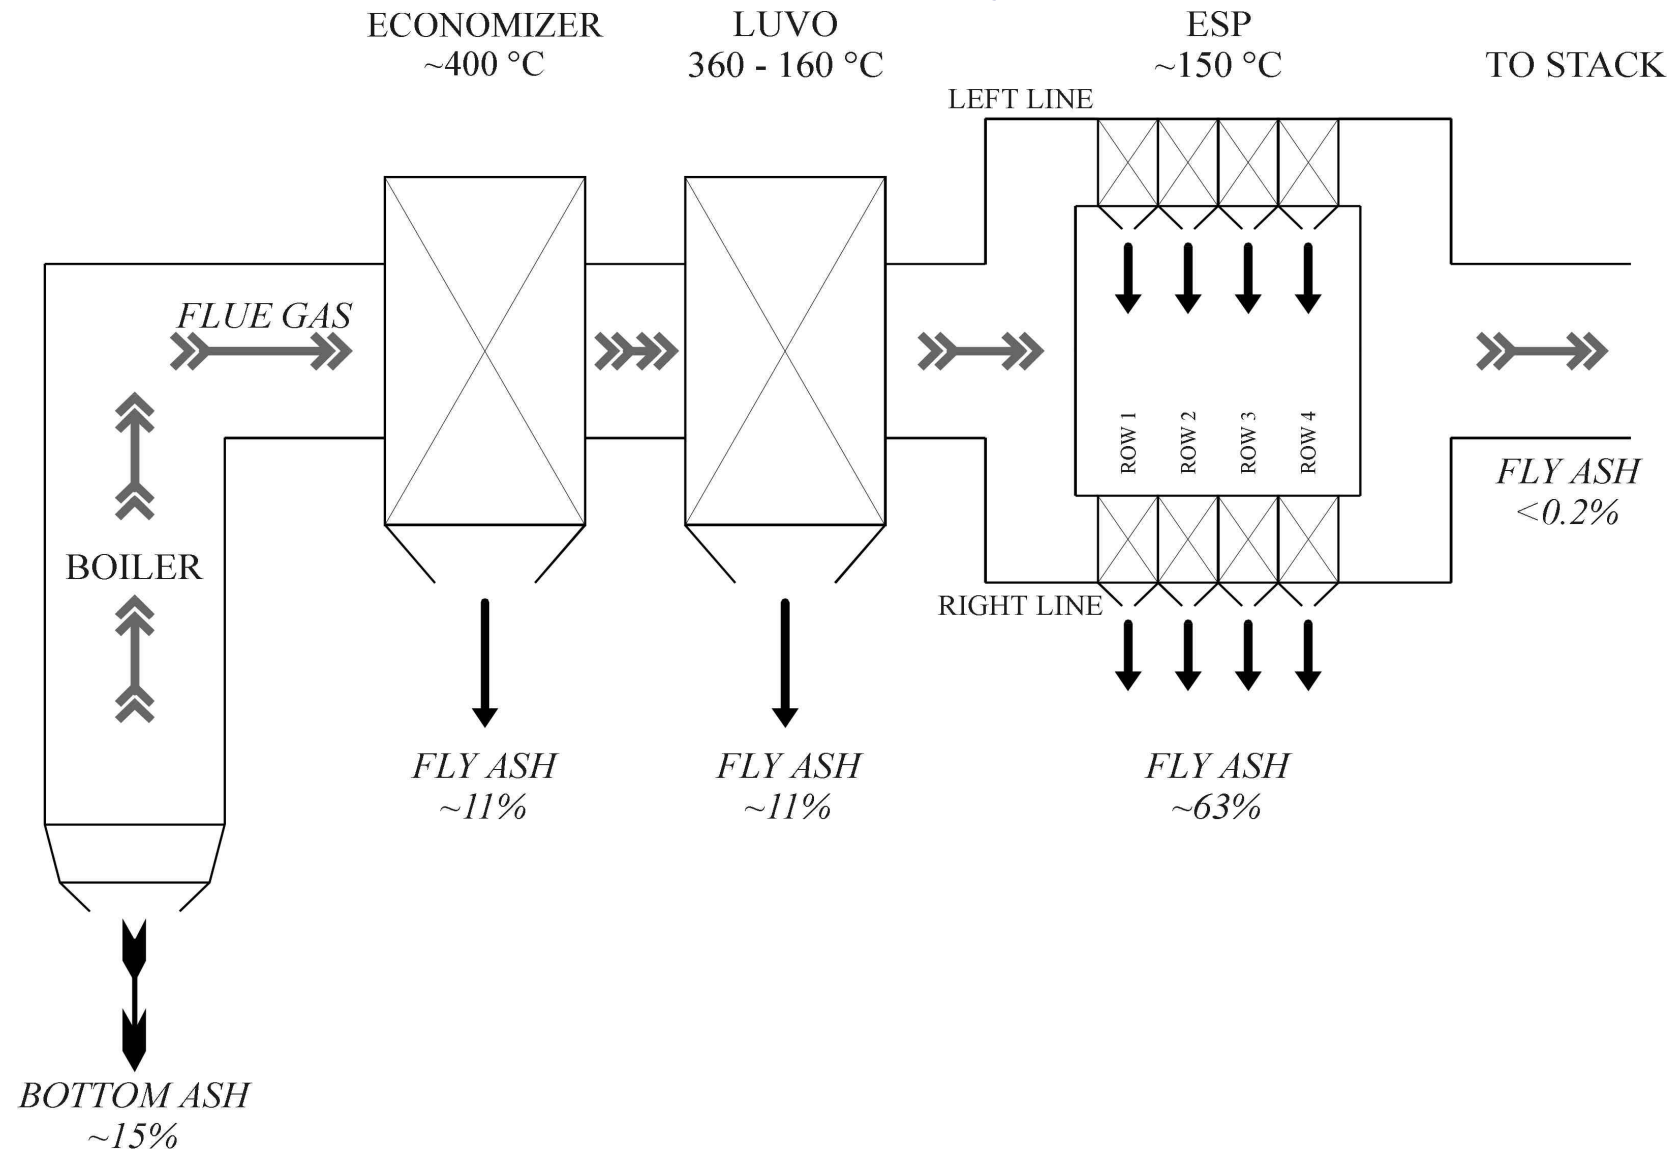 ECONOMIZER
~400 °C
LUVO
360 - 160 °C
ESP
~150 °C
TO STACK
LEFT LINE
FLUE GAS
ROW 1
ROW 2
ROW 3
ROW 4
FLY ASH
<0.2%
BOILER
RIGHT LINE
FLY ASH
~11%
FLY ASH
~11%
FLY ASH
~63%
BOTTOM ASH
~15%